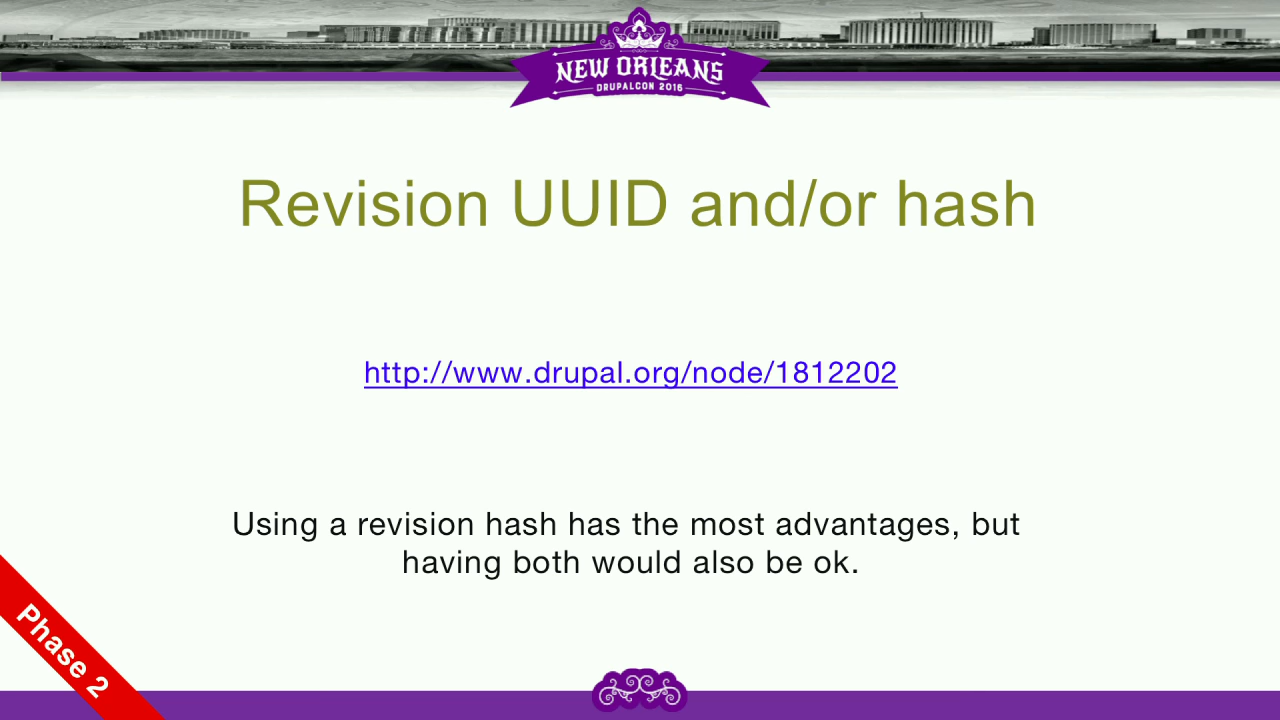 NEW ORLEANS
DRUPALCON 2016
Revision UUID and/or hash
http://www.drupal.org/node/1812202
Using a revision hash has the most advantages, but
having both would also be ok.
Phase 2